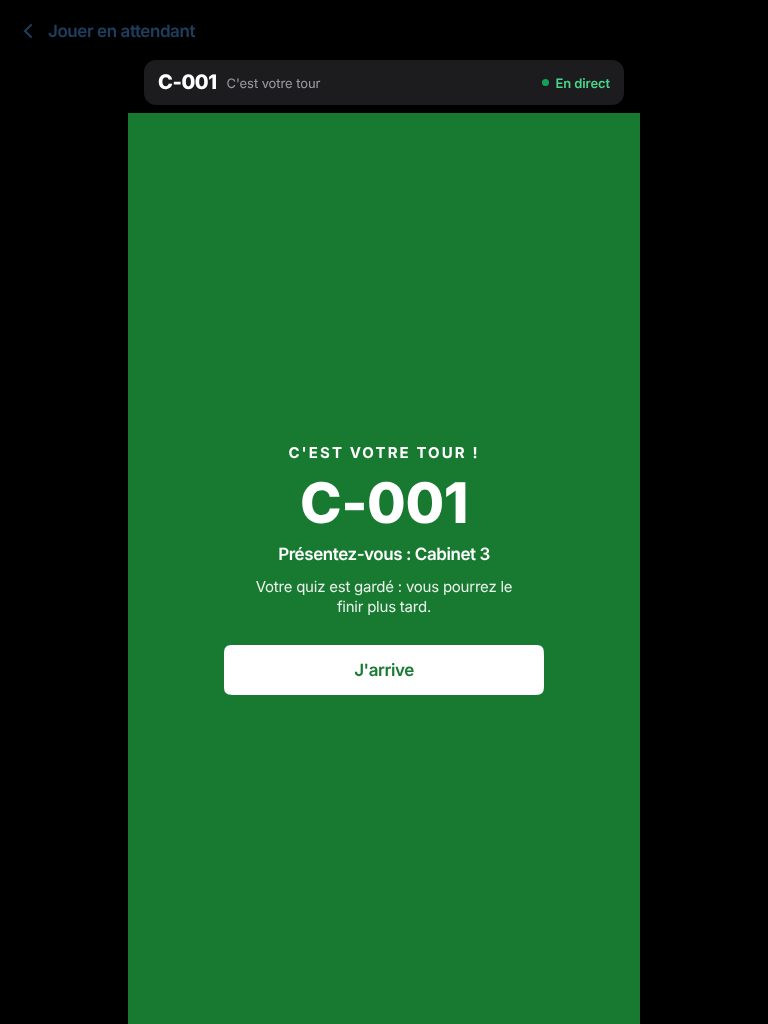 Jouer en attendant
C-001 C'est votre tour En direct
C'EST VOTRE TOUR !
C-001
Présentez-vous : Cabinet 3
Votre quiz est gardé : vous pourrez le
finir plus tard.
J'arrive